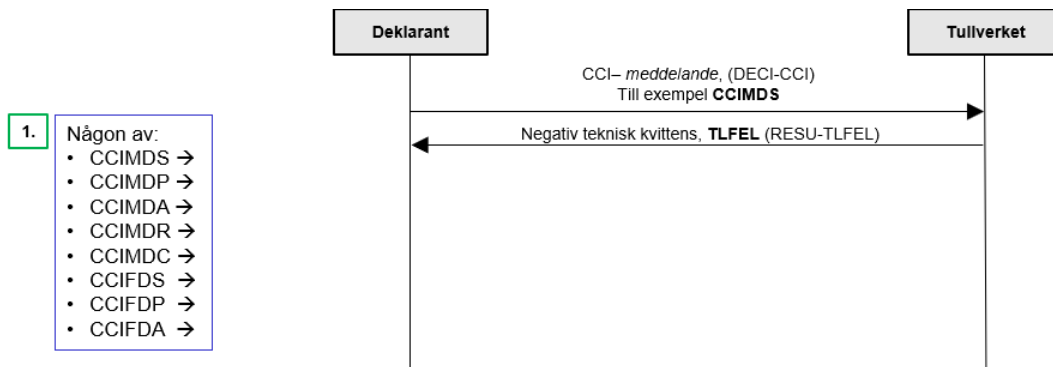 Deklarant
Tullverket
CCI– meddelande, (DECI-CCI)
Till exempel CCIMDS
Negativ teknisk kvittens, TLFEL (RESU-TLFEL)
1.
Någon av:
• CCIMDS →
• CCIMDP →
• CCIMDA →
• CCIMDR →
• CCIMDC →
• CCIFDS →
• CCIFDP →
• CCIFDA →